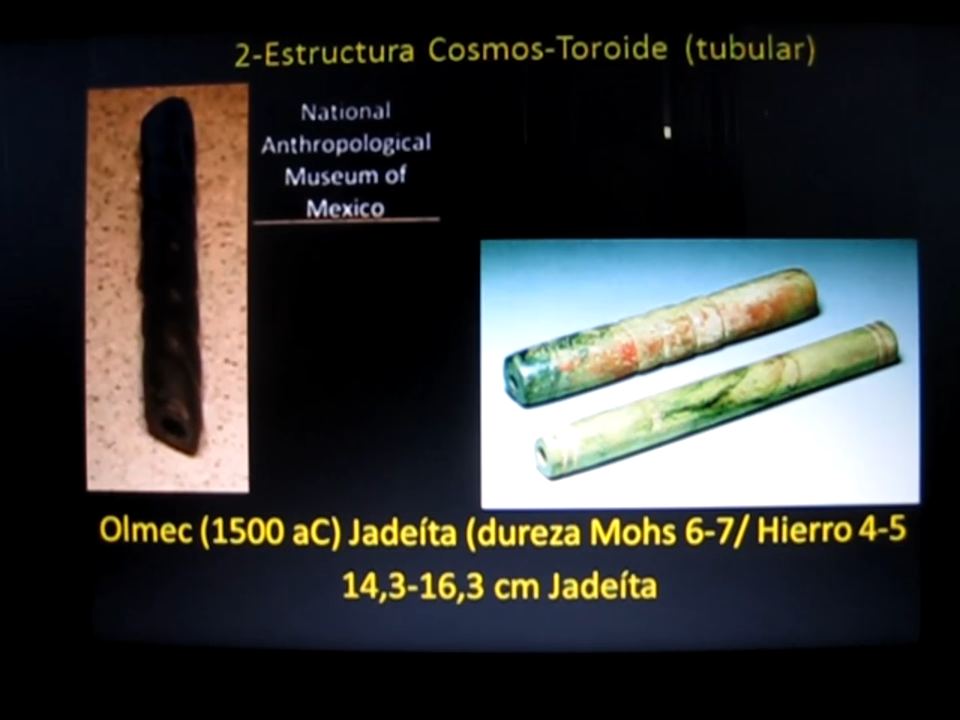 2-Estructura Cosmos-Toroide (tubular)
National
Anthropological
Museum of
Mexico
Olmec (1500 aC) Jadeíta (dureza Mohs 6-7/ Hierro 4-5
14,3-16,3 cm Jadeíta